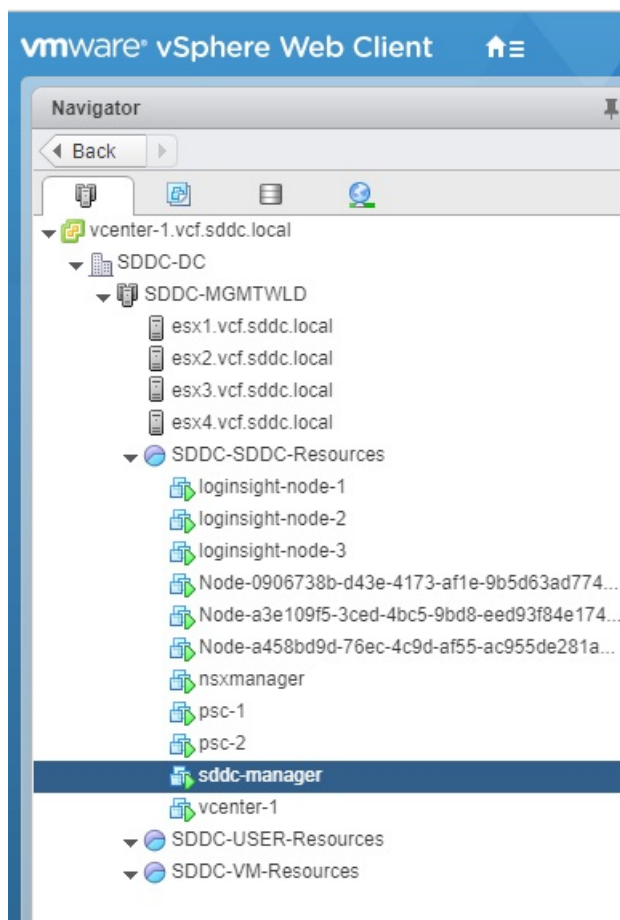 vmware® vSphere Web Client
Navigator
Back
vcenter-1.vcf.sddc.local
SDDC-DC
SDDC-MGMTWLD
esx1.vcf.sddc.local
esx2.vcf.sddc.local
esx3.vcf.sddc.local
esx4.vcf.sddc.local
SDDC-SDDC-Resources
loginsight-node-1
loginsight-node-2
loginsight-node-3
Node-0906738b-d43e-4173-af1e-9b5d63ad774...
Node-a3e109f5-3ced-4bc5-9bd8-eed93f84e174...
Node-a458bd9d-76ec-4c9d-af55-ac955de281a...
nsxmanager
psc-1
psc-2
sddc-manager
vcenter-1
SDDC-USER-Resources
SDDC-VM-Resources